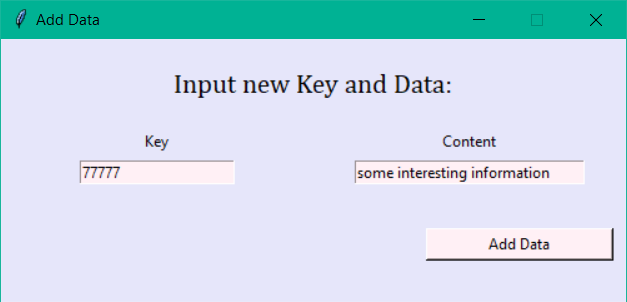 Add Data
Input new Key and Data:
Key Content
77777 some interesting information
Add Data